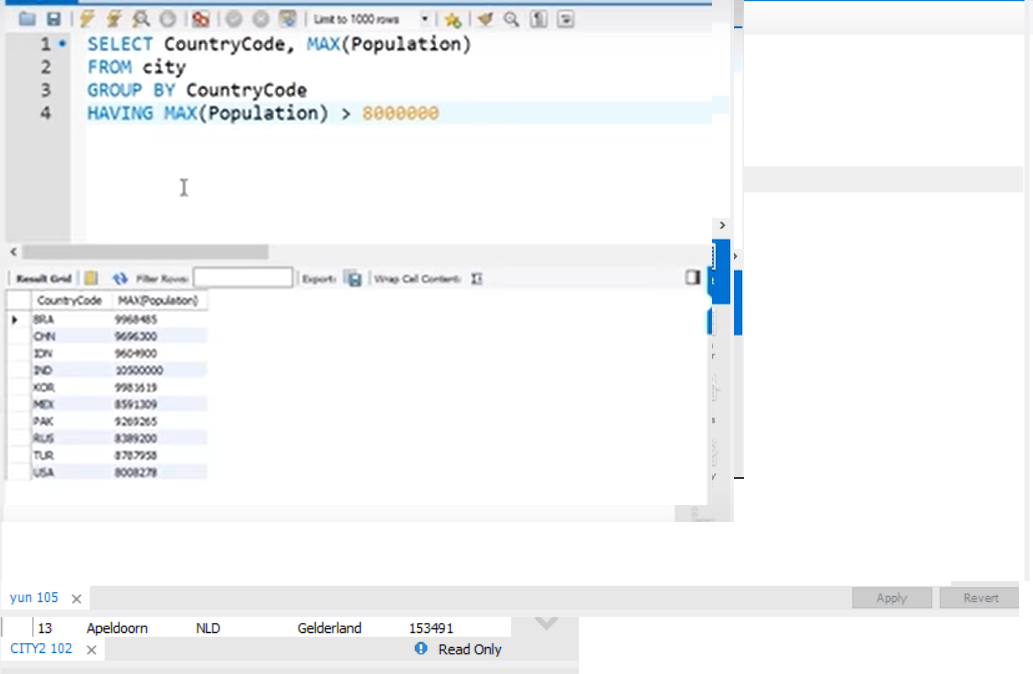 Limit to 1000 rows
1 SELECT CountryCode, MAX(Population)
2 FROM city
3 GROUP BY CountryCode
4 HAVING MAX(Population) > 8000000
Result Grid Filter Rows: Export: Wrap Cell Content:
CountryCode MAX(Population)
BRA 9968485
CHN 9696300
IDN 9604900
IND 10500000
KOR 9981619
MEX 8591309
PAK 9269265
RUS 8389200
TUR 8787958
USA 8008278
yun 105 Apply Revert
13 Apeldoorn NLD Gelderland 153491
CITY2 102 Read Only